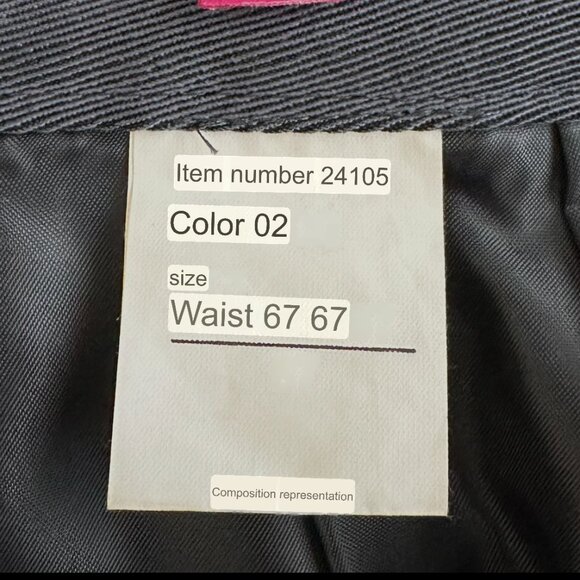 Item number 24105
Color 02
size
Waist 67 67
Composition representation